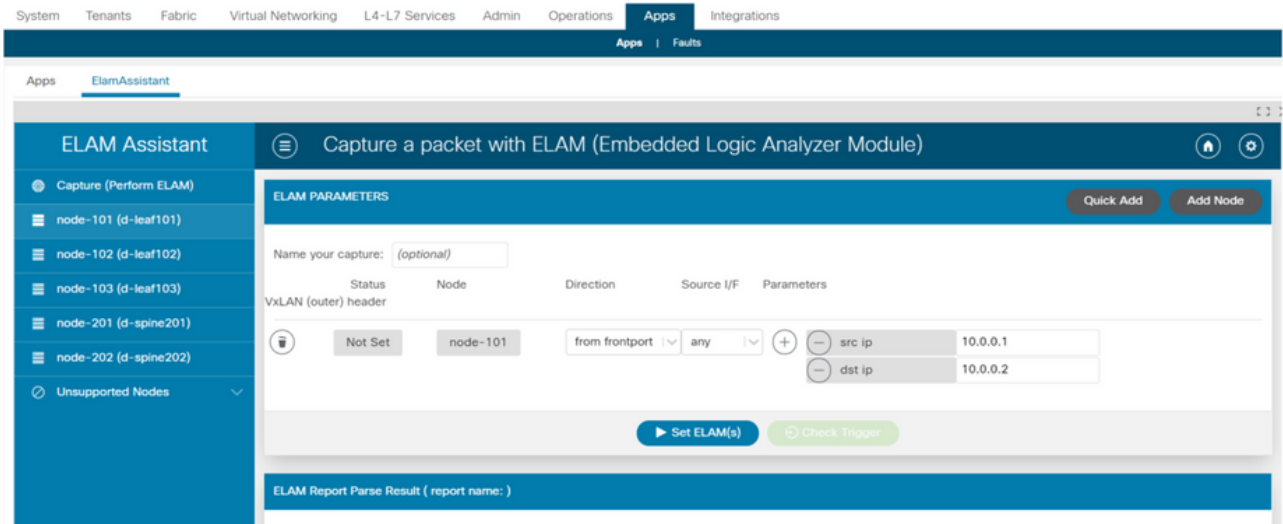 System Tenants Fabric Virtual Networking L4-L7 Services Admin Operations Apps Integrations
Apps | Faults
Apps ElamAssistant
ELAM Assistant
Capture a packet with ELAM (Embedded Logic Analyzer Module)
Capture (Perform ELAM)
node-101 (d-leaf101)
node-102 (d-leaf102)
node-103 (d-leaf103)
node-201 (d-spine201)
node-202 (d-spine202)
Unsupported Nodes
ELAM PARAMETERS
Quick Add Add Node
Name your capture: (optional)
Status Node Direction Source I/F Parameters
VxLAN (outer) header
Not Set node-101 from frontport any src ip 10.0.0.1
dst ip 10.0.0.2
Set ELAM(s) Check Trigger
ELAM Report Parse Result ( report name: )